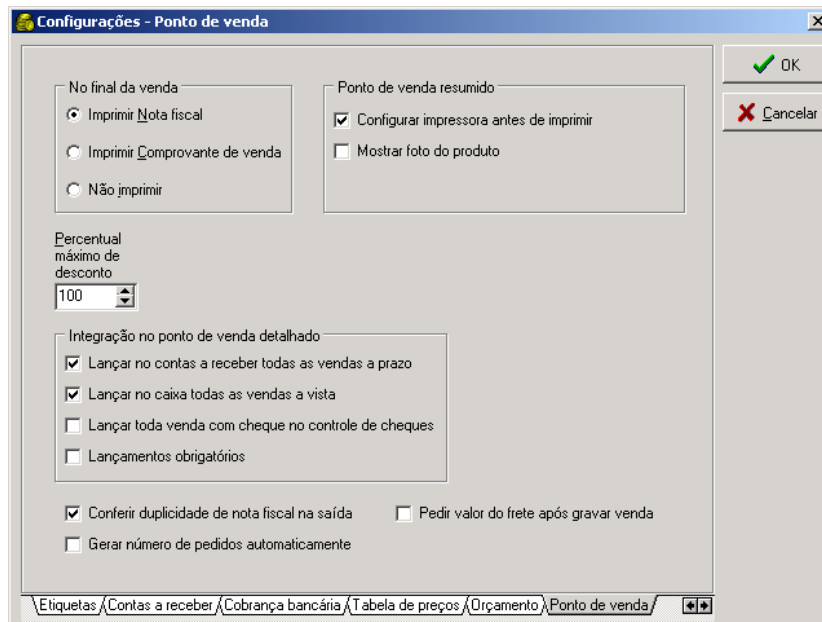 Configurações - Ponto de venda
OK
Cancelar
No final da venda
Imprimir Nota fiscal
Imprimir Comprovante de venda
Não imprimir
Ponto de venda resumido
Configurar impressora antes de imprimir
Mostrar foto do produto
Percentual
máximo de
desconto
100
Integração no ponto de venda detalhado
Lançar no contas a receber todas as vendas a prazo
Lançar no caixa todas as vendas a vista
Lançar toda venda com cheque no controle de cheques
Lançamentos obrigatórios
Conferir duplicidade de nota fiscal na saída
Pedir valor do frete após gravar venda
Gerar número de pedidos automaticamente
Etiquetas Contas a receber Cobrança bancária Tabela de preços Orçamento Ponto de venda